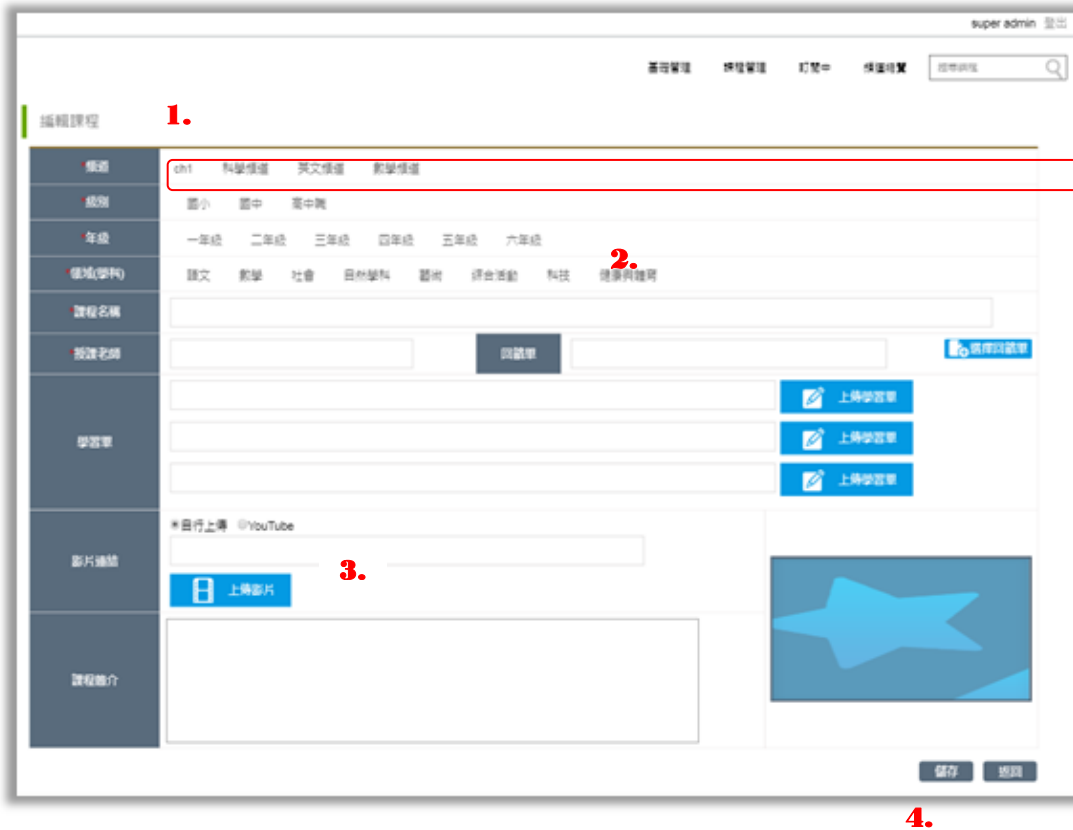 super admin 登出
基礎管理 課程管理 訂閱中 頻道總覽 搜尋課程
編輯課程 1.
*頻道 ch1 科學頻道 英文頻道 數學頻道
*級別 國小 國中 高中職
*年級 一年級 二年級 三年級 四年級 五年級 六年級
2.
*領域(學科) 語文 數學 社會 自然學科 藝術 綜合活動 科技 健康與體育
*課程名稱
*授課老師 回饋單 選擇回饋單
上傳學習單
學習單 上傳學習單
上傳學習單
自行上傳 YouTube
影片連結 3.
上傳影片
課程簡介
儲存 返回
4.